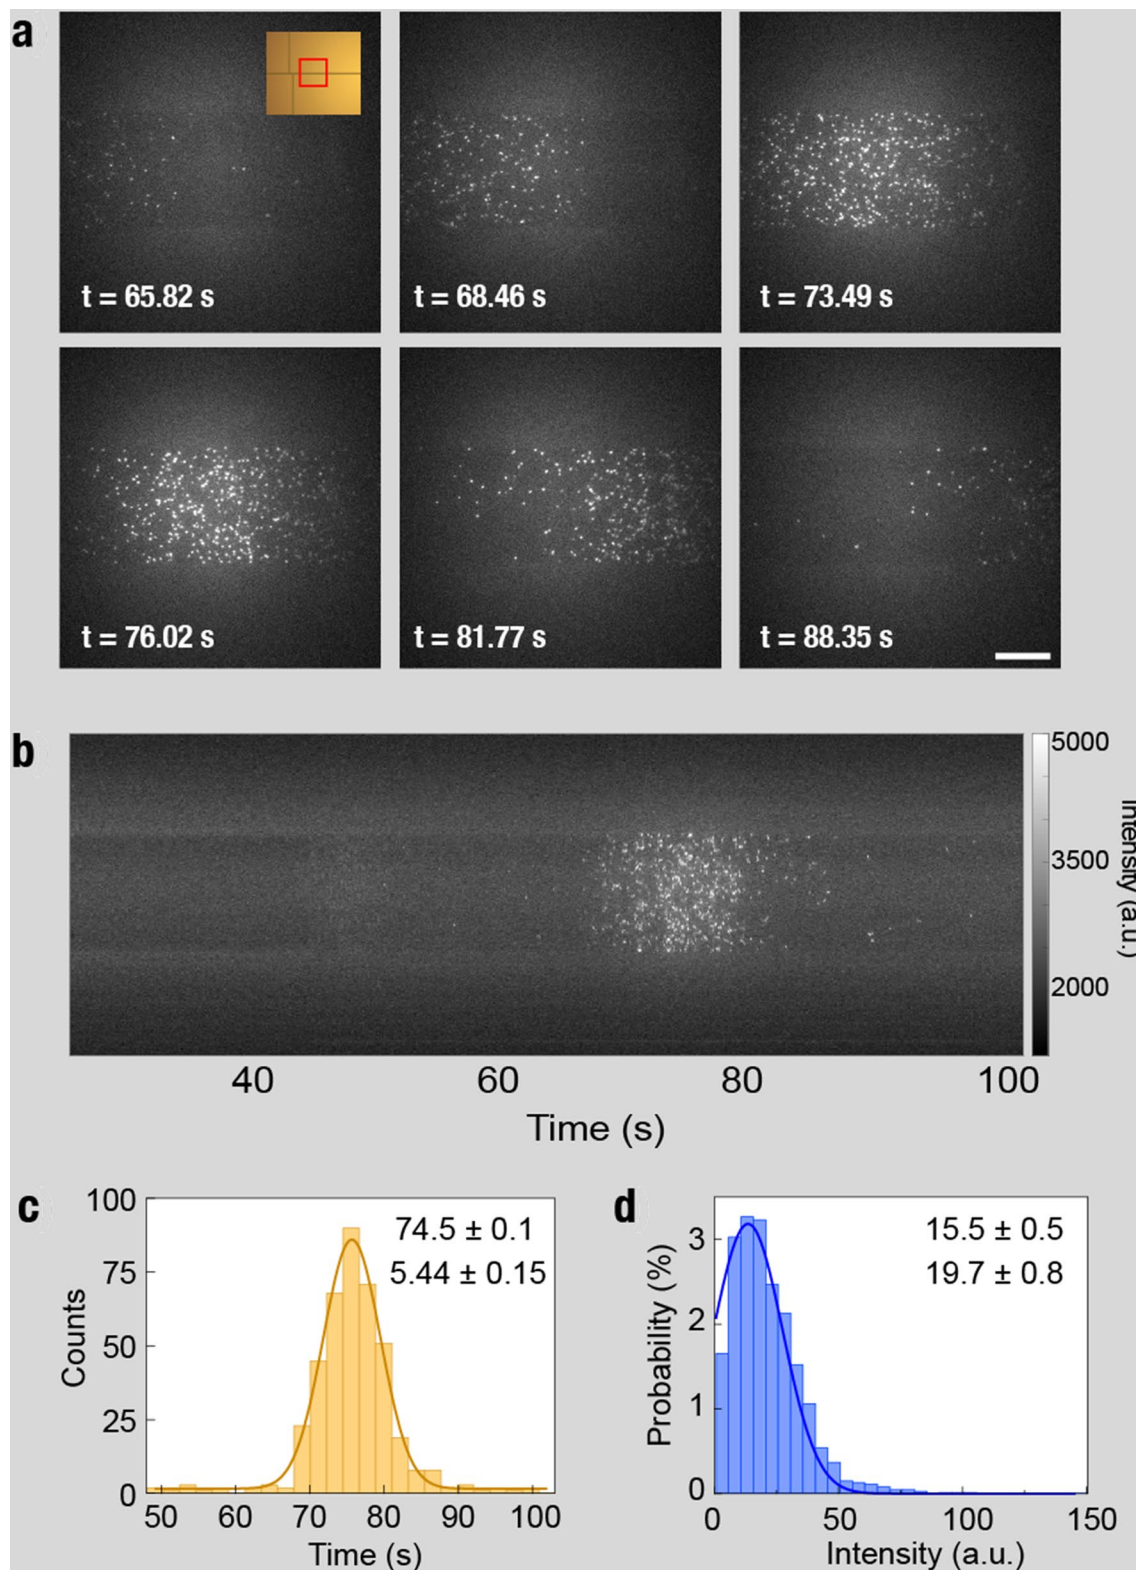 a
t = 65.82 s
t = 68.46 s
t = 73.49 s
t = 76.02 s
t = 81.77 s
t = 88.35 s
b
5000
3500
2000
Intensity (a.u.)
40 60 80 100
Time (s)
c
100
75
50
25
0
Counts
74.5 ± 0.1
5.44 ± 0.15
50 60 70 80 90 100
Time (s)
d
3
2
1
0
Probability (%)
15.5 ± 0.5
19.7 ± 0.8
0 50 100 150
Intensity (a.u.)